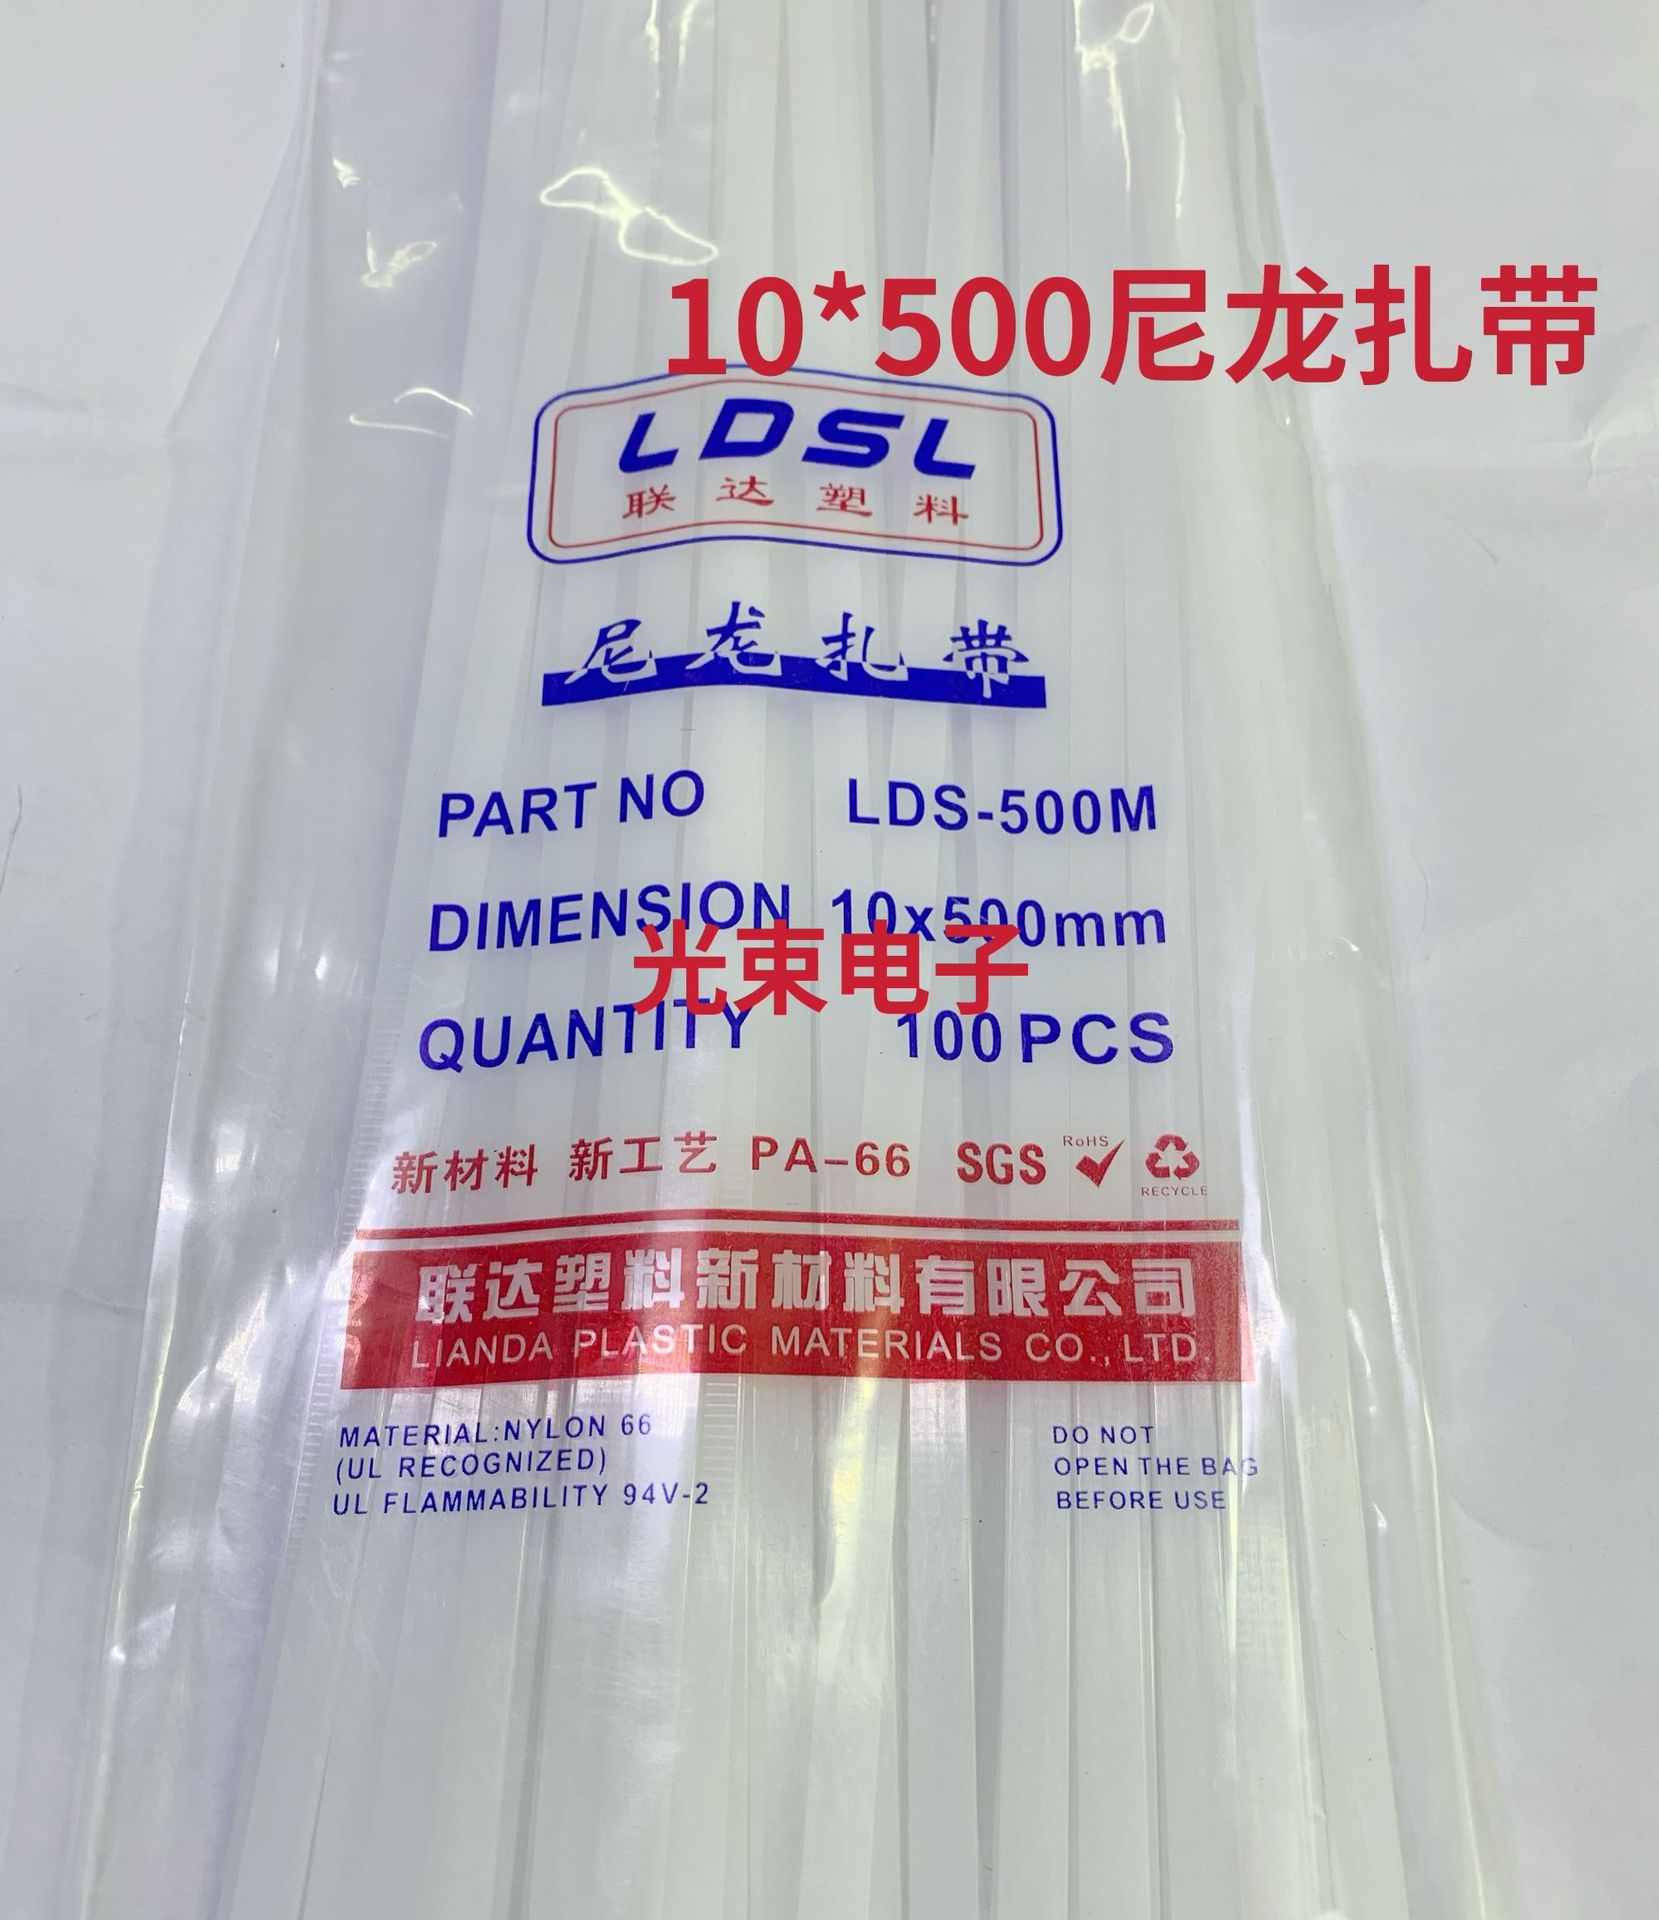 10*500尼龙扎带
LDSL
联达塑料
尼龙扎带
PART NO LDS-500M
DIMENSION 10x500mm
光束电子
QUANTITY 100PCS
新材料 新工艺 PA-66 SGS RoHS
RECYCLE
联达塑料新材料有限公司
LIANDA PLASTIC MATERIALS CO.,LTD.
MATERIAL:NYLON 66
(UL RECOGNIZED)
UL FLAMMABILITY 94V-2
DO NOT
OPEN THE BAG
BEFORE USE